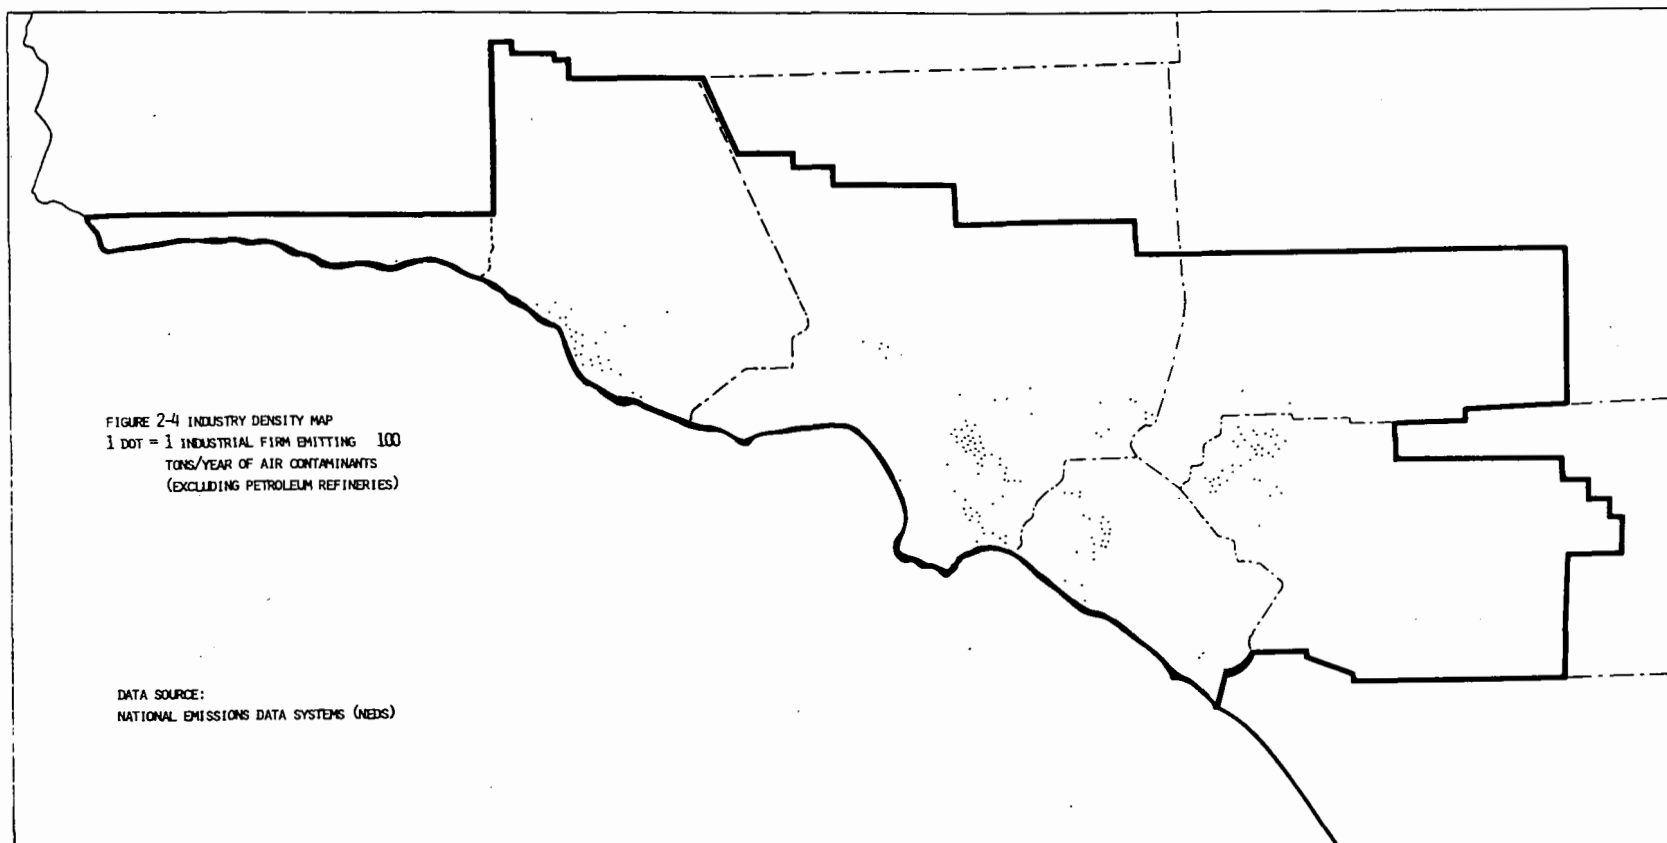 FIGURE 2-4 INDUSTRY DENSITY MAP
1 DOT = 1 INDUSTRIAL FIRM EMITTING 100
TONS/YEAR OF AIR CONTAMINANTS
(EXCLUDING PETROLEUM REFINERIES)
DATA SOURCE:
NATIONAL EMISSIONS DATA SYSTEMS (NEDS)